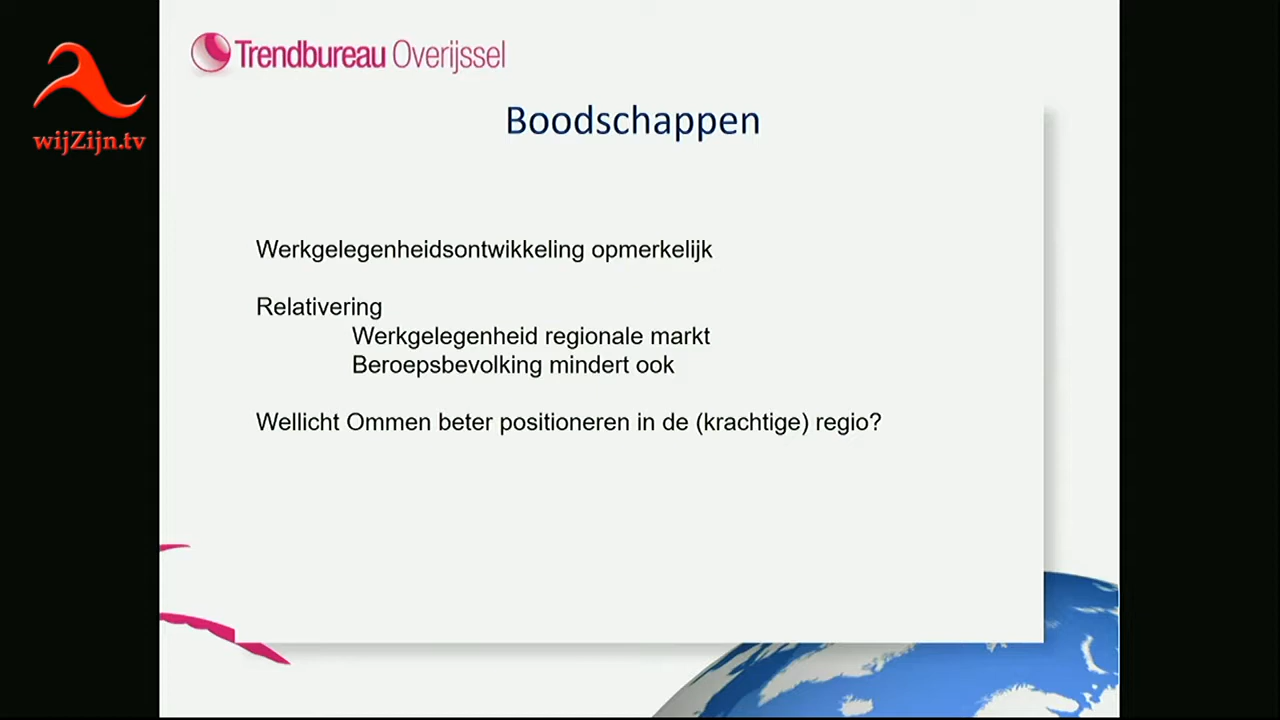 Trendbureau Overijssel
wijZijn.tv
Boodschappen
Werkgelegenheidsontwikkeling opmerkelijk
Relativering
Werkgelegenheid regionale markt
Beroepsbevolking mindert ook
Wellicht Ommen beter positioneren in de (krachtige) regio?